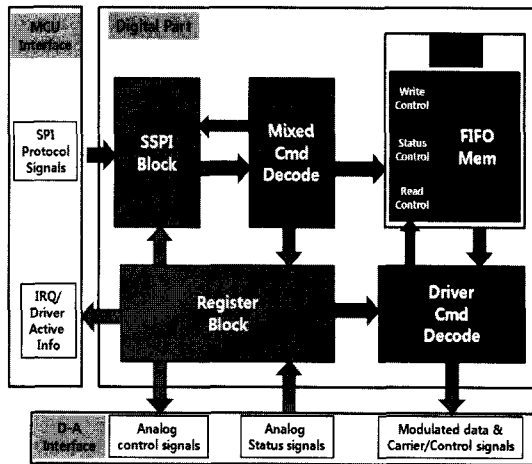 MCU
Interface
Digital Part
SPI
Protocol
Signals
SSPI
Block
Mixed
Cmd
Decode
Write
Control
Status
Control
Read
Control
FIFO
Mem
IRQ/
Driver
Active
Info
Register
Block
Driver
Cmd
Decode
D-A
Interface
Analog
control signals
Analog
Status signals
Modulated data &
Carrier/Control signals